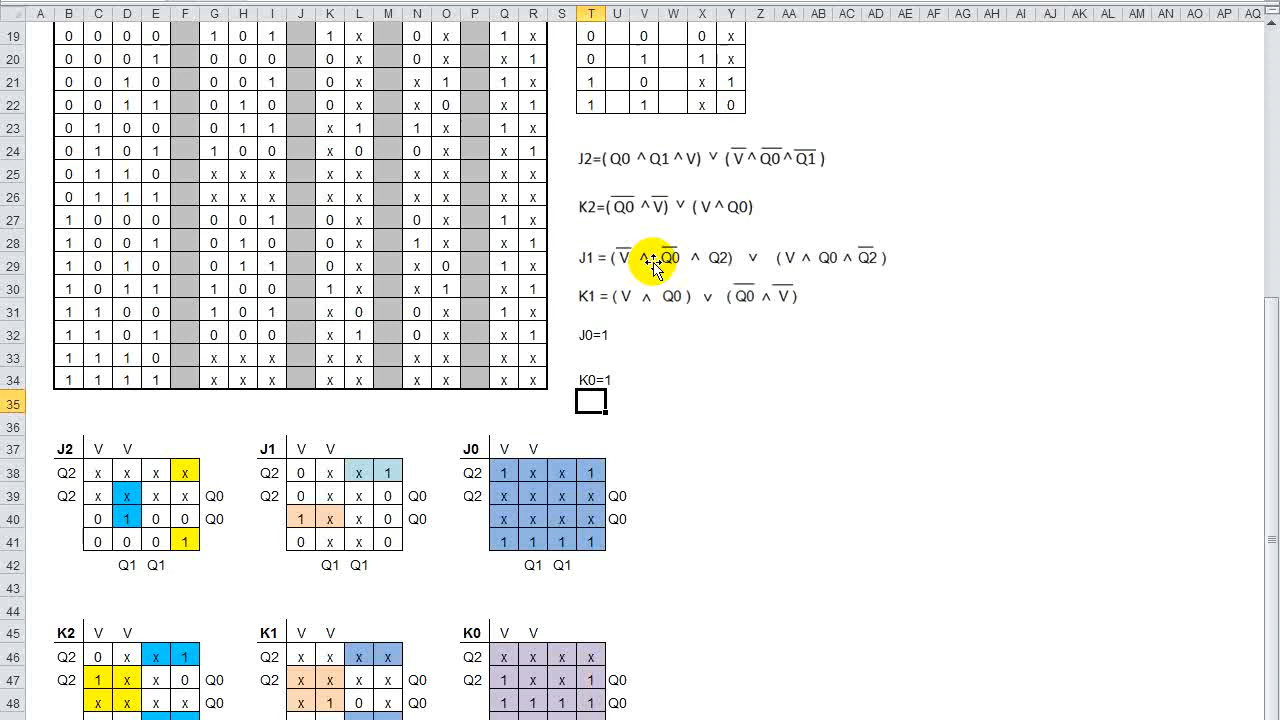 A B C D E F G H I J K L M N O P Q R S T U V W X Y Z AA AB AC AD AE AF AG AH AI AJ AK AL AM AN AO AP AQ
19 0 0 0 0 1 0 1 1 x 0 x 1 x 0 0 0 x
20 0 0 0 1 0 0 0 0 x 0 x x 1 0 1 1 x
21 0 0 1 0 0 0 1 0 x x 1 1 x 1 0 x 1
22 0 0 1 1 0 1 0 0 x x 0 x 1 1 1 x 0
23 0 1 0 0 0 1 1 x 1 1 x 1 x
24 0 1 0 1 1 0 0 x 0 0 x x 1
J2=( Q0 ^ Q1 ^ V) ˅ ( V̅ ^ Q̅0̅ ^ Q̅1̅ )
25 0 1 1 0 x x x x x x x x x
26 0 1 1 1 x x x x x x x x x
K2=(Q̅0̅ ^ V̅) ˅ ( V ^ Q0)
27 1 0 0 0 0 0 1 0 x 0 x 1 x
28 1 0 0 1 0 1 0 0 x 1 x x 1
J1 = ( V̅ ^ Q̅0̅ ^ Q2) ˅ ( V ^ Q0 ^ Q̅2̅ )
29 1 0 1 0 0 1 1 0 x x 0 1 x
30 1 0 1 1 1 0 0 1 x x 1 x 1
K1 = ( V ^ Q0 ) ˅ ( Q̅0̅ ^ V̅ )
31 1 1 0 0 1 0 1 x 0 0 x 1 x
32 1 1 0 1 0 0 0 x 1 0 x x 1 J0=1
33 1 1 1 0 x x x x x x x x x
34 1 1 1 1 x x x x x x x x x K0=1
35
36
37 J2 V V J1 V V J0 V V
38 Q2 x x x x Q2 0 x x 1 Q2 1 x x 1
39 Q2 x x x x Q0 Q2 0 x x 0 Q0 Q2 x x x x Q0
40 0 1 0 0 Q0 1 x x 0 Q0 x x x x Q0
41 0 0 0 1 0 x x 0 1 1 1 1
42 Q1 Q1 Q1 Q1 Q1 Q1
43
44
45 K2 V V K1 V V K0 V V
46 Q2 0 x x 1 Q2 x x x x Q2 x x x x
47 Q2 1 x x 0 Q0 Q2 x x x x Q0 Q2 1 x x 1 Q0
48 x x x x Q0 x 1 0 x Q0 1 1 1 1 Q0